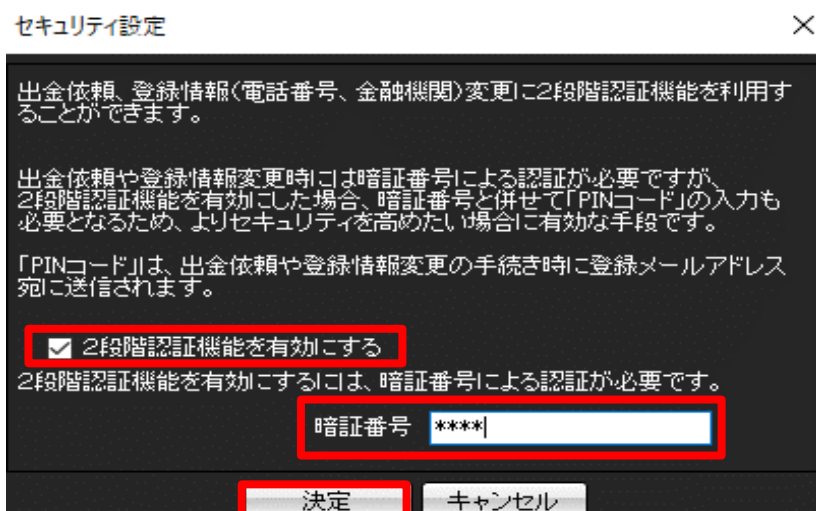 セキュリティ設定
出金依頼、登録情報(電話番号、金融機関)変更に2段階認証機能を利用す
ることができます。
出金依頼や登録情報変更時には暗証番号による認証が必要ですが、
2段階認証機能を有効にした場合、暗証番号と併せて「PINコード」の入力も
必要となるため、よりセキュリティを高めたい場合に有効な手段です。
「PINコード」は、出金依頼や登録情報変更の手続き時に登録メールアドレス
宛に送信されます。
2段階認証機能を有効にする
2段階認証機能を有効にするには、暗証番号による認証が必要です。
暗証番号 ****
決定 キャンセル